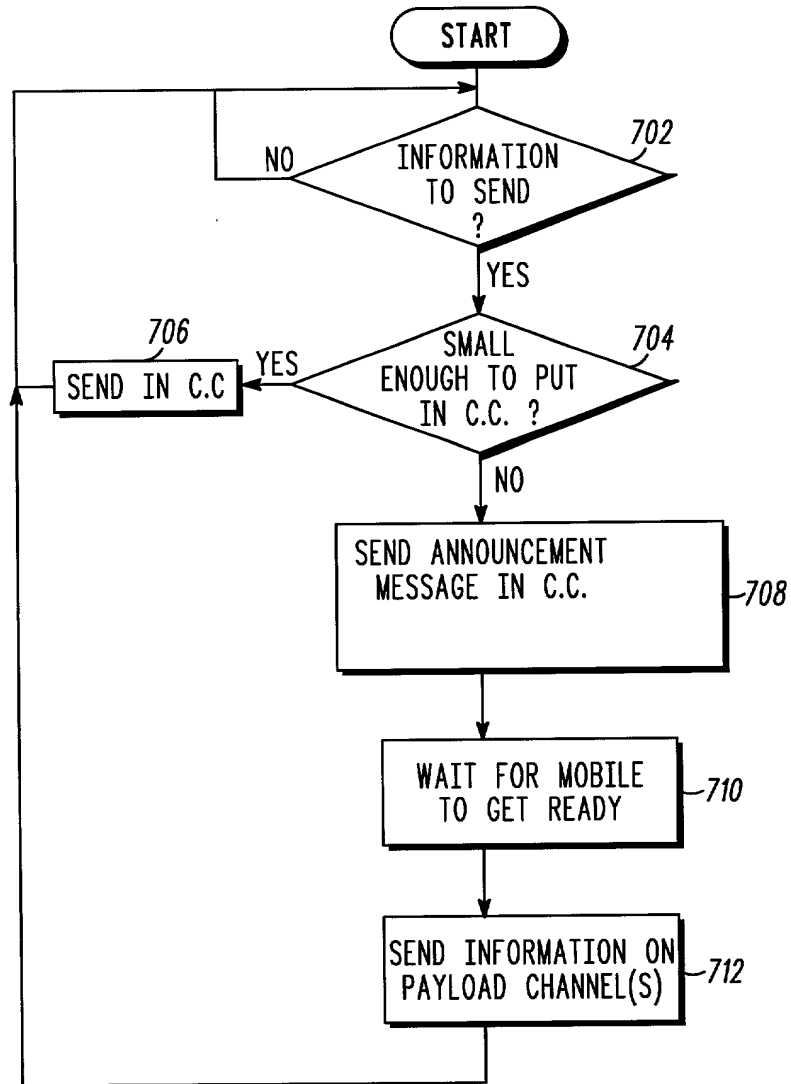 START
702
NO
INFORMATION
TO SEND
?
YES
706
YES
SEND IN C.C
704
SMALL
ENOUGH TO PUT
IN C.C. ?
NO
SEND ANNOUNCEMENT
MESSAGE IN C.C.
708
WAIT FOR MOBILE
TO GET READY
710
SEND INFORMATION ON
PAYLOAD CHANNEL(S)
712